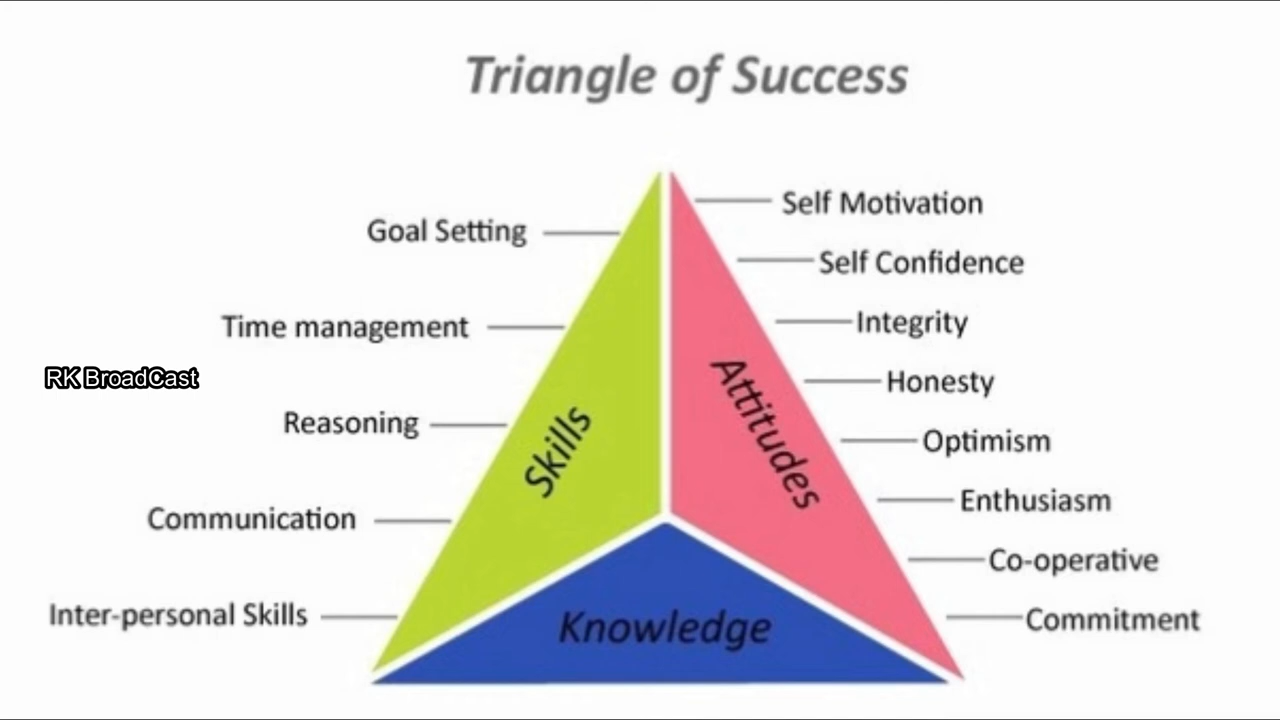 Triangle of Success
Goal Setting
Time management
RK BroadCast
Reasoning
Communication
Inter-personal Skills
Skills
Attitudes
Knowledge
Self Motivation
Self Confidence
Integrity
Honesty
Optimism
Enthusiasm
Co-operative
Commitment